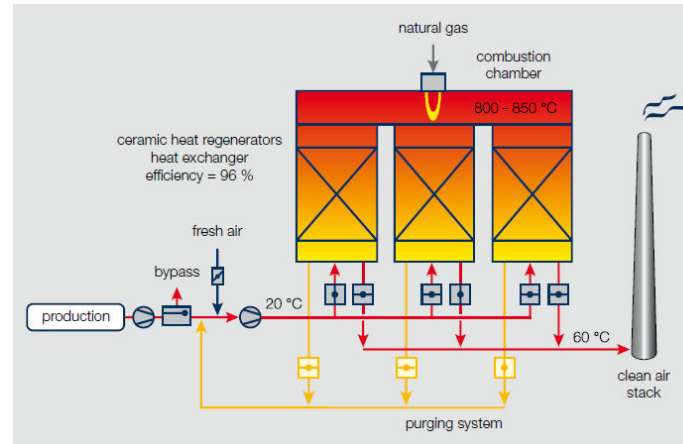 natural gas
combustion
chamber
800 - 850 °C
ceramic heat regenerators
heat exchanger
efficiency = 96 %
fresh air
bypass
20 °C
production
60 °C
clean air
stack
purging system